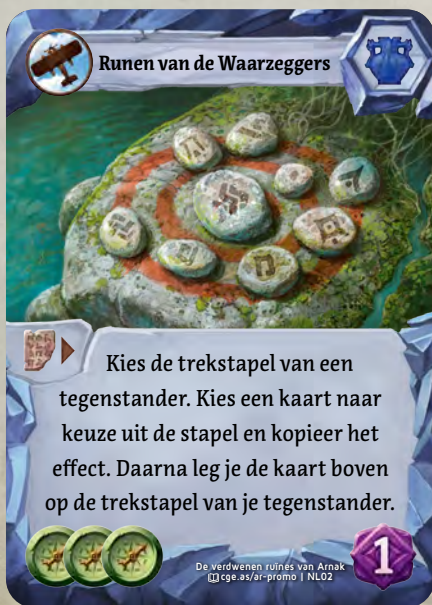 Runen van de Waarzeggers
Kies de trekstapel van een
tegenstander. Kies een kaart naar
keuze uit de stapel en kopieer het
effect. Daarna leg je de kaart boven
op de trekstapel van je tegenstander.
De verdwenen ruïnes van Arnak
cge.as/ar-promo | NL02
1